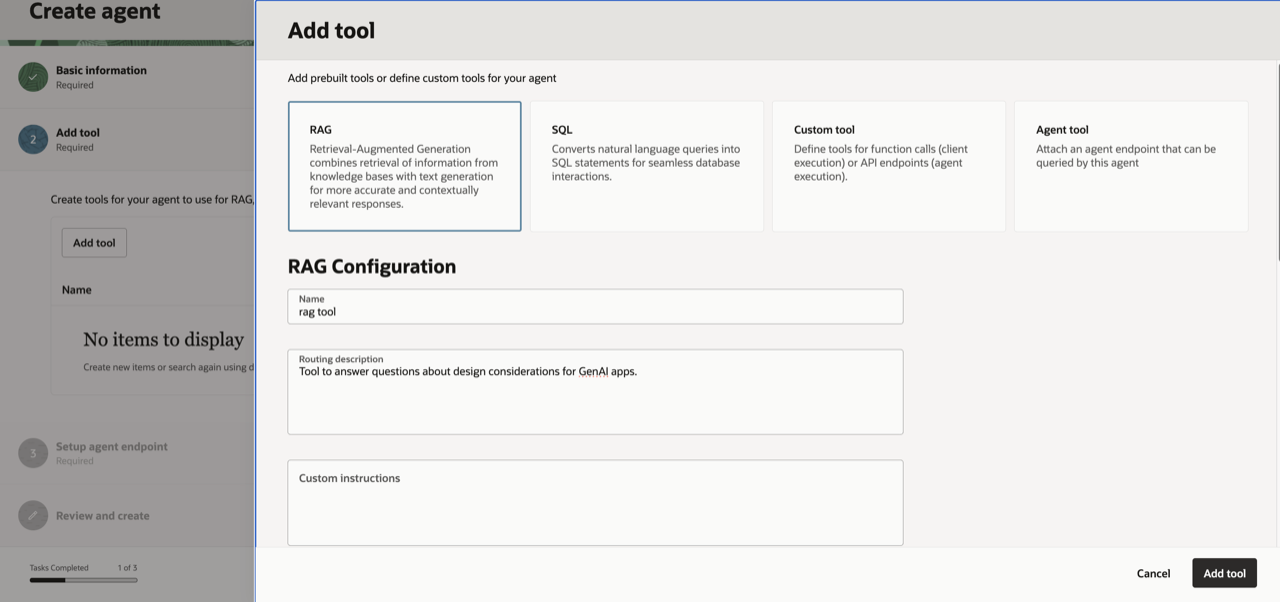 Create agent
Basic information
Required
2
Add tool
Required
Create tools for your agent to use for RAG,
Add tool
Name
No items to display
Create new items or search again using d
3
Setup agent endpoint
Required
Review and create
Tasks Completed 1 of 3
Add tool
Add prebuilt tools or define custom tools for your agent
RAG
Retrieval-Augmented Generation
combines retrieval of information from
knowledge bases with text generation
for more accurate and contextually
relevant responses.
SQL
Converts natural language queries into
SQL statements for seamless database
interactions.
Custom tool
Define tools for function calls (client
execution) or API endpoints (agent
execution).
Agent tool
Attach an agent endpoint that can be
queried by this agent
RAG Configuration
Name
rag tool
Routing description
Tool to answer questions about design considerations for GenAI apps.
Custom instructions
Cancel
Add tool